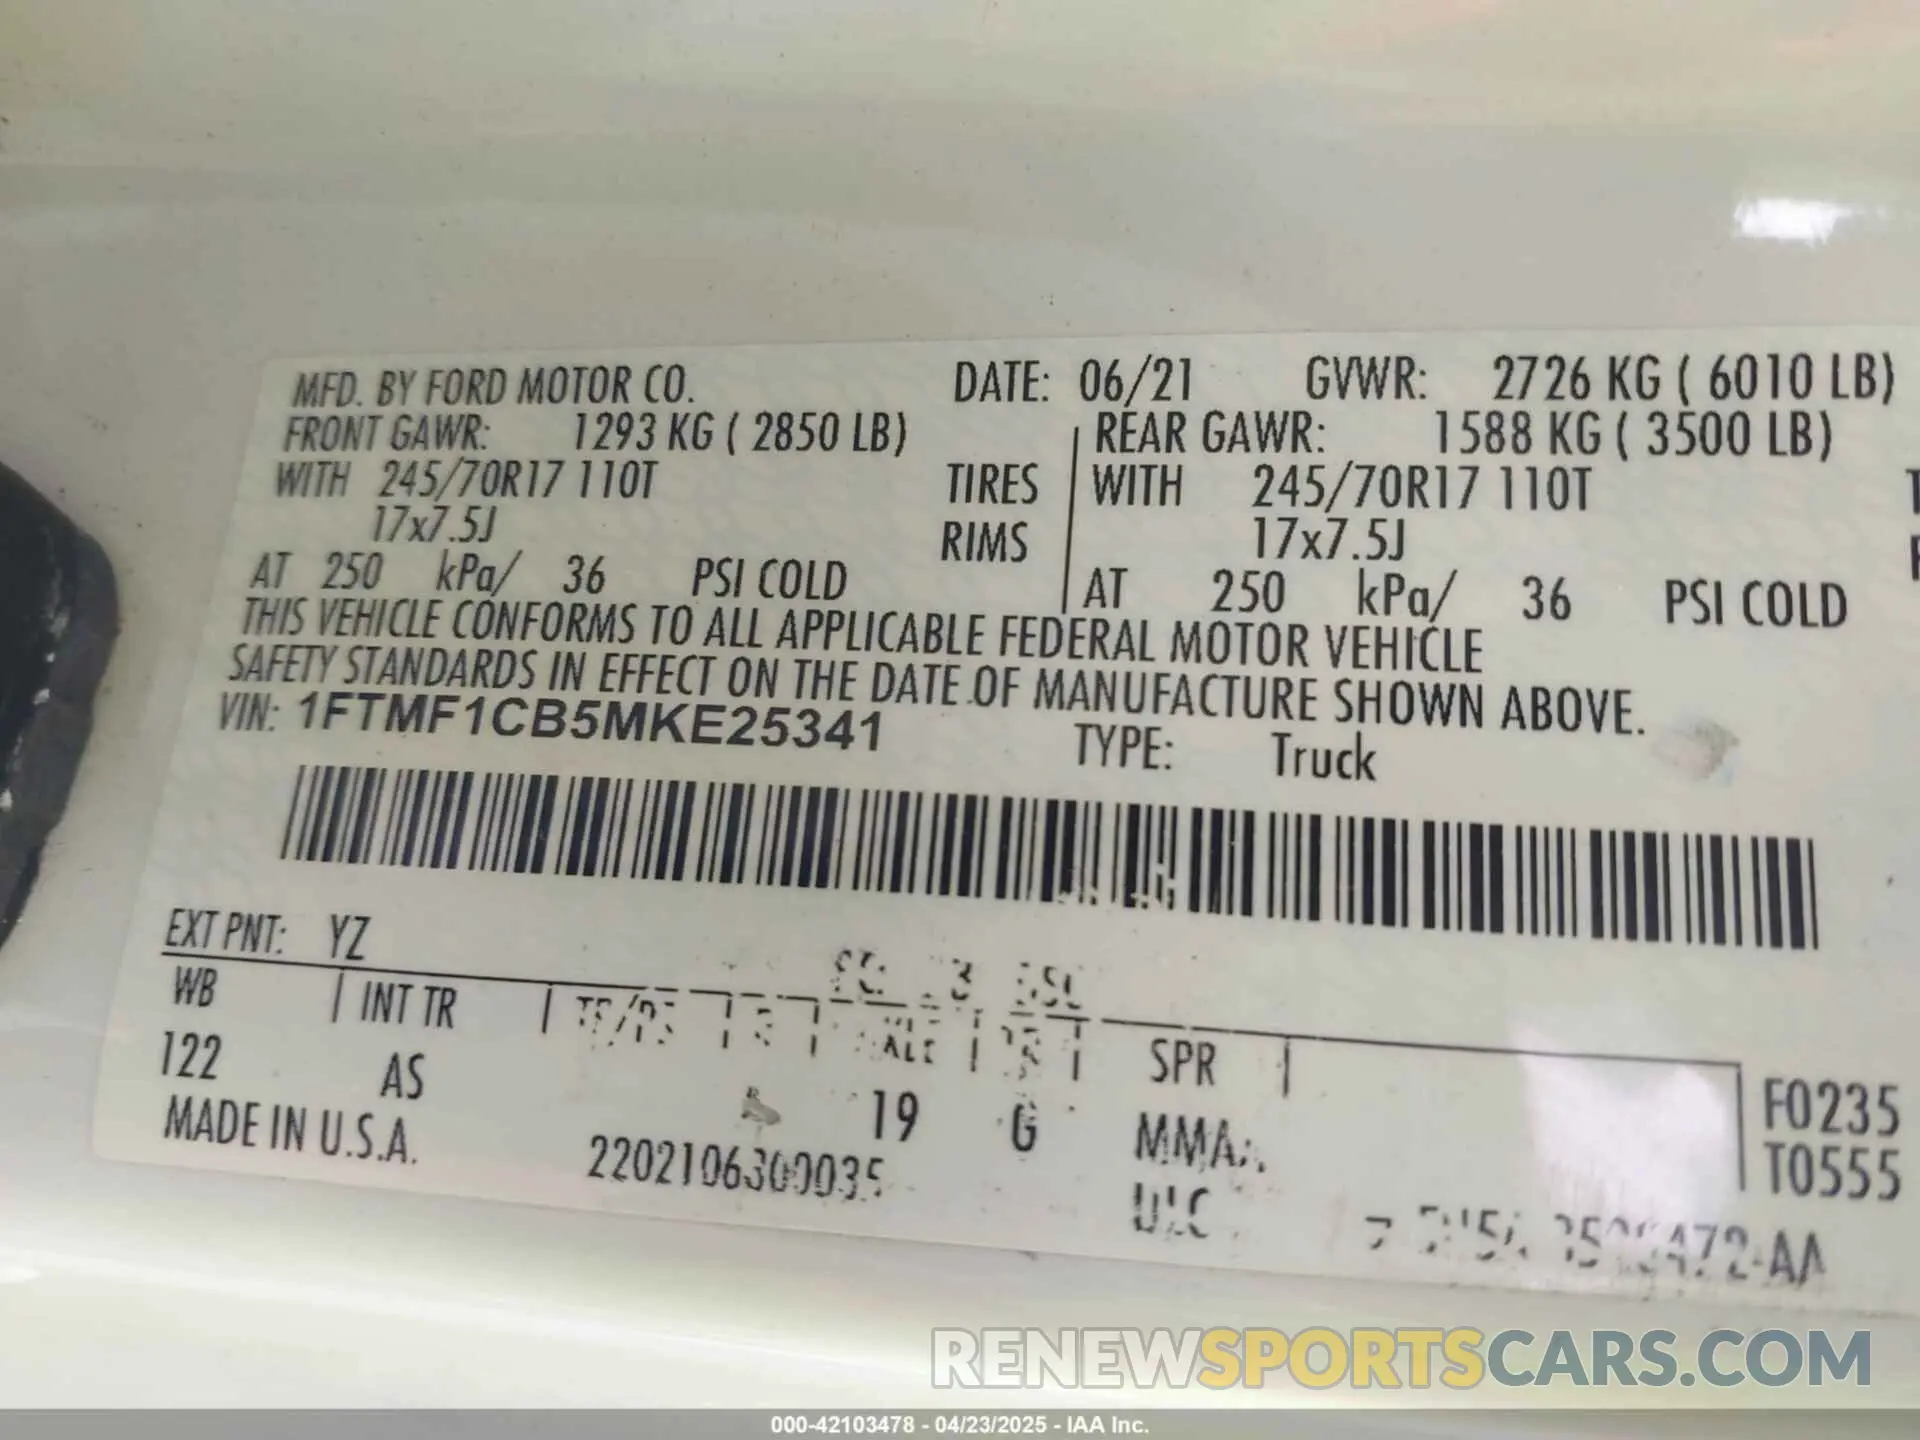 MFD. BY FORD MOTOR CO. DATE: 06/21 GVWR: 2726 KG ( 6010 LB)
FRONT GAWR: 1293 KG ( 2850 LB) REAR GAWR: 1588 KG ( 3500 LB)
WITH 245/70R17 110T TIRES WITH 245/70R17 110T
17x7.5J RIMS 17x7.5J
AT 250 kPa/ 36 PSI COLD AT 250 kPa/ 36 PSI COLD
THIS VEHICLE CONFORMS TO ALL APPLICABLE FEDERAL MOTOR VEHICLE
SAFETY STANDARDS IN EFFECT ON THE DATE OF MANUFACTURE SHOWN ABOVE.
VIN: 1FTMF1CB5MKE25341 TYPE: Truck
EXT PNT: YZ
WB INT TR SPR
122 AS 19 G F0235
MADE IN U.S.A. 2202106300035 T0555
RENEWSPORTSCARS.COM
000-42103478 - 04/23/2025 - IAA Inc.